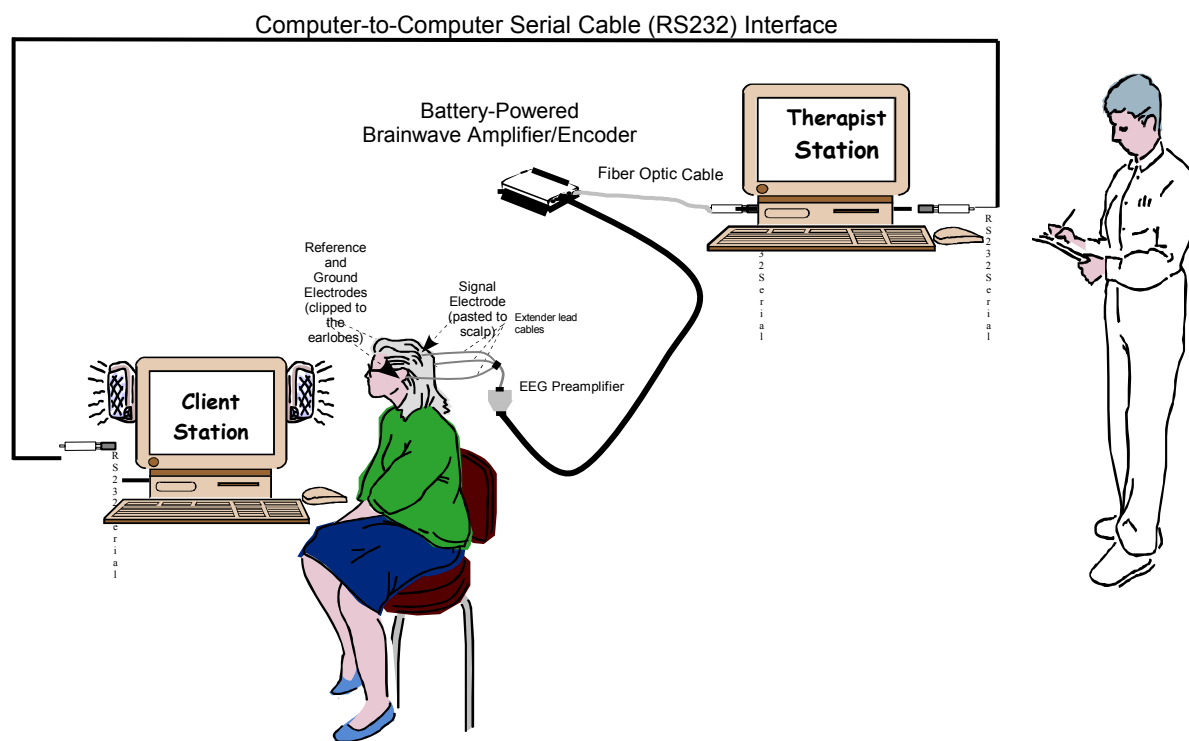 Computer-to-Computer Serial Cable (RS232) Interface
Battery-Powered
Brainwave Amplifier/Encoder
Therapist
Station
Fiber Optic Cable
RS232Serial
32Serial
Reference
and
Ground
Electrodes
(clipped to
the
earlobes)
Signal
Electrode
(pasted to
scalp)
Extender lead
cables
EEG Preamplifier
Client
Station
RS232erial